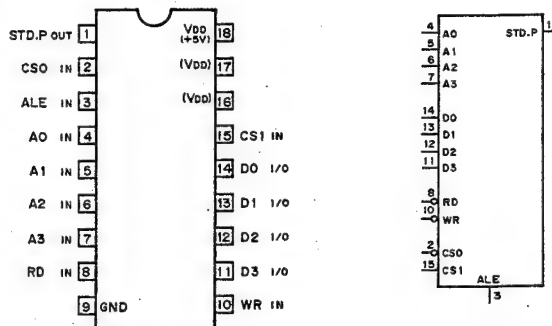 STD.P OUT 1
CSO IN 2
ALE IN 3
A0 IN 4
A1 IN 5
A2 IN 6
A3 IN 7
RD IN 8
9 GND
VDD 18
(+5V)
(VDD) 17
(VDD) 16
15 CS1 IN
14 D0 I/O
13 D1 I/O
12 D2 I/O
11 D3 I/O
10 WR IN
4 A0
5 A1
6 A2
7 A3
14 D0
13 D1
12 D2
11 D3
8 RD
10 WR
2 CSO
15 CS1
STD.P 1
ALE
3